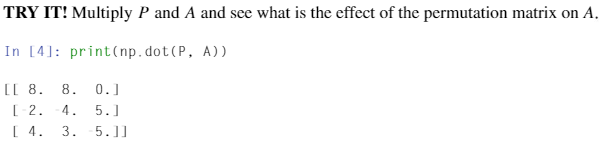 TRY IT! Multiply P and A and see what is the effect of the permutation matrix on A.
In [4]: print(np.dot(P, A))
[[ 8. 8. 0.]
[-2. -4. 5.]
[ 4. 3. -5.]]